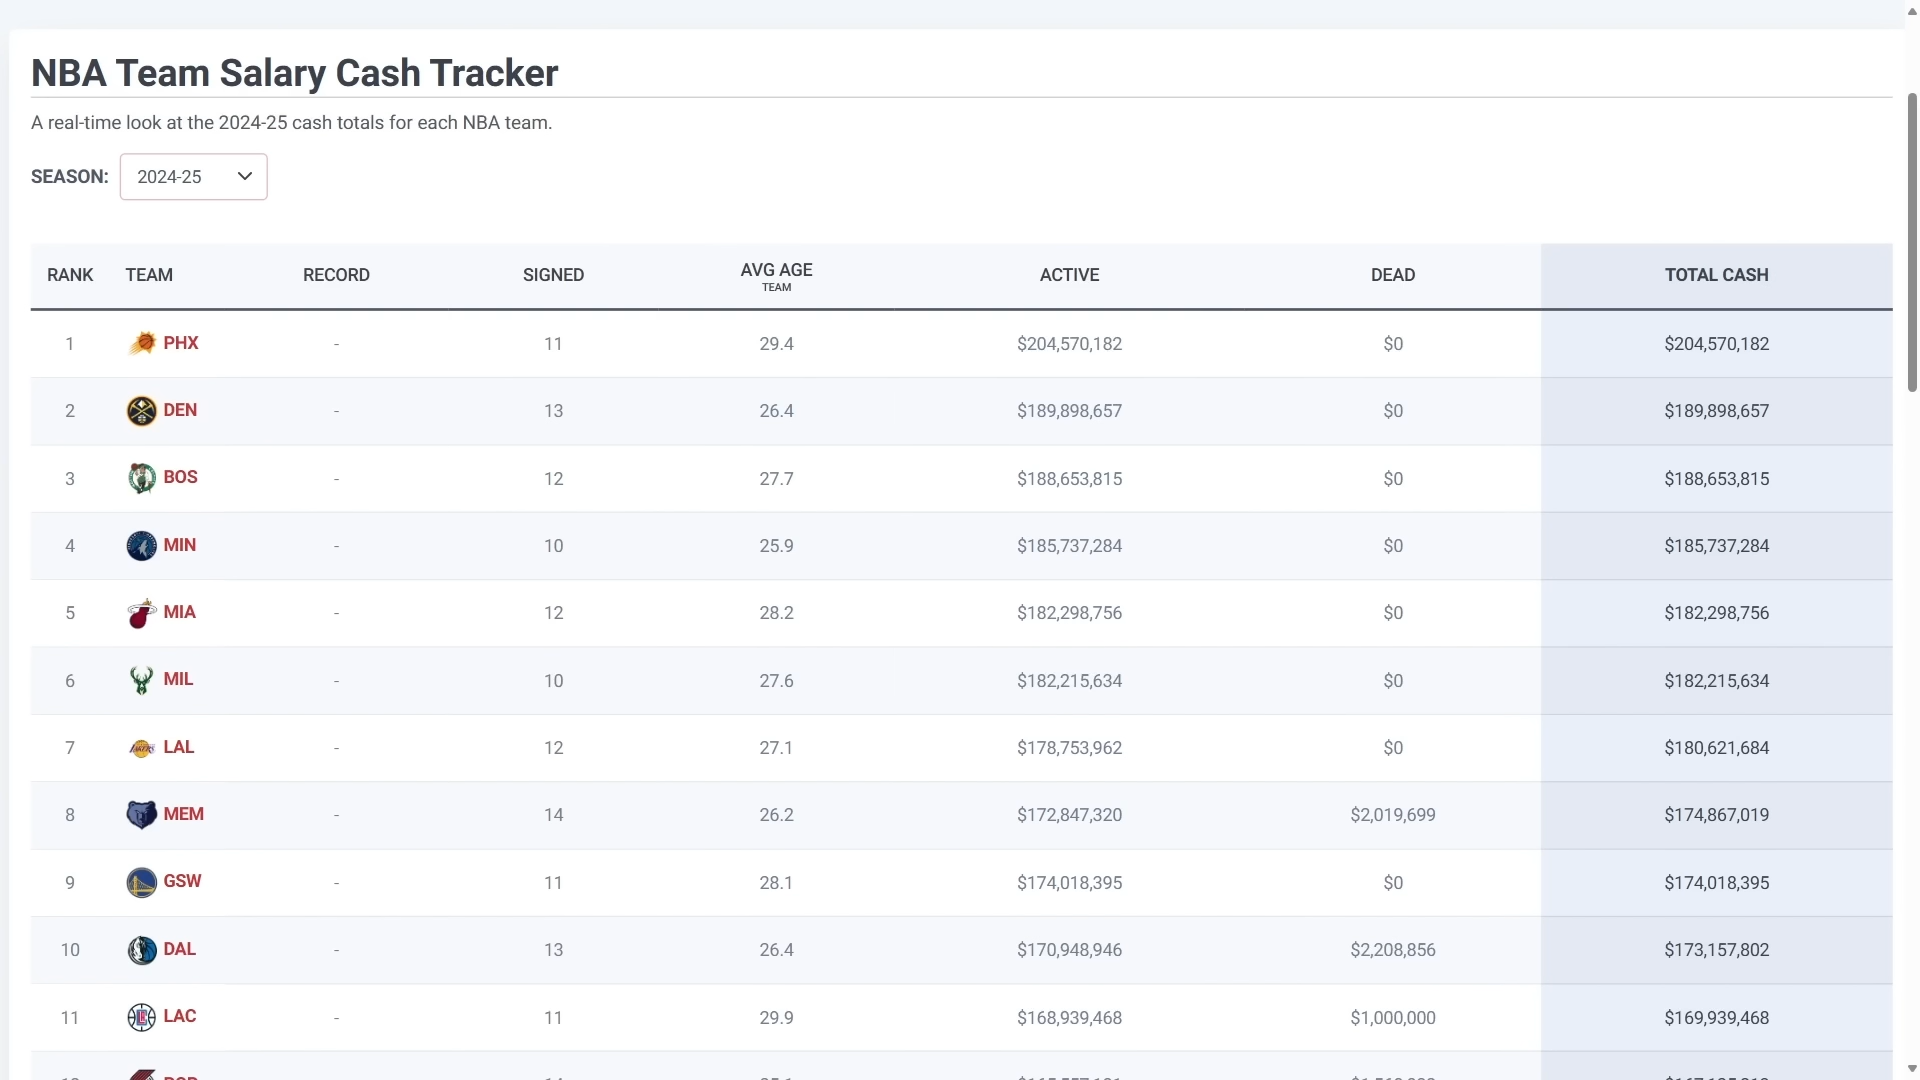 NBA Team Salary Cash Tracker
A real-time look at the 2024-25 cash totals for each NBA team.
SEASON: 2024-25
RANK TEAM RECORD SIGNED AVG AGE TEAM ACTIVE DEAD TOTAL CASH
1 PHX - 11 29.4 $204,570,182 $0 $204,570,182
2 DEN - 13 26.4 $189,898,657 $0 $189,898,657
3 BOS - 12 27.7 $188,653,815 $0 $188,653,815
4 MIN - 10 25.9 $185,737,284 $0 $185,737,284
5 MIA - 12 28.2 $182,298,756 $0 $182,298,756
6 MIL - 10 27.6 $182,215,634 $0 $182,215,634
7 LAL - 12 27.1 $178,753,962 $0 $180,621,684
8 MEM - 14 26.2 $172,847,320 $2,019,699 $174,867,019
9 GSW - 11 28.1 $174,018,395 $0 $174,018,395
10 DAL - 13 26.4 $170,948,946 $2,208,856 $173,157,802
11 LAC - 11 29.9 $168,939,468 $1,000,000 $169,939,468